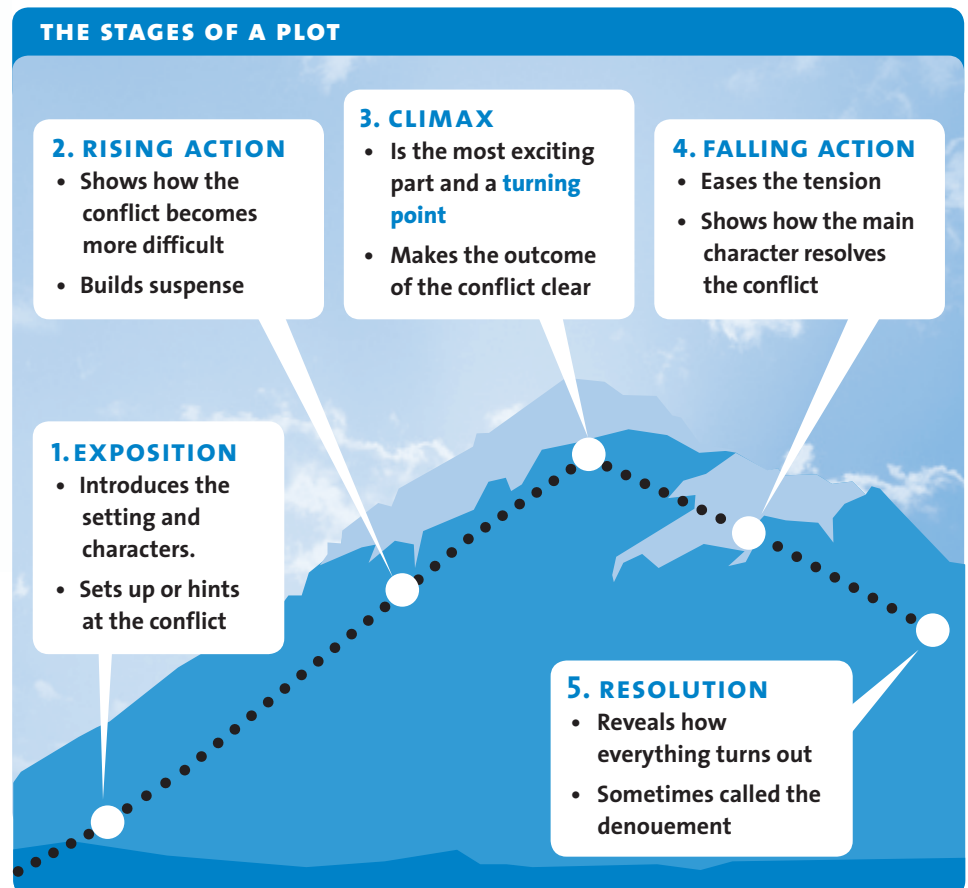 THE STAGES OF A PLOT
1. EXPOSITION
• Introduces the
setting and
characters.
• Sets up or hints
at the conflict
2. RISING ACTION
• Shows how the
conflict becomes
more difficult
• Builds suspense
3. CLIMAX
• Is the most exciting
part and a turning
point
• Makes the outcome
of the conflict clear
4. FALLING ACTION
• Eases the tension
• Shows how the main
character resolves
the conflict
5. RESOLUTION
• Reveals how
everything turns out
• Sometimes called the
denouement